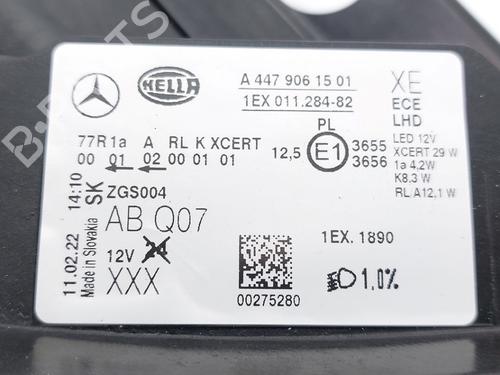 HELLA
A 447 906 15 01
1EX 011.284-82
XE
ECE
LHD
LED 12V
XCERT 29 W
1a 4.2W
K8.3 W
RL A12,1 W
77R 1a A RL K XCERT
00 01 02 00 01 01
PL
12,5 E1 3655
3656
ZGS004
AB Q07
12V 24
XXX
11.02.22 14:10
Made in Slovakia SK
00275280
1EX. 1890
1,0%